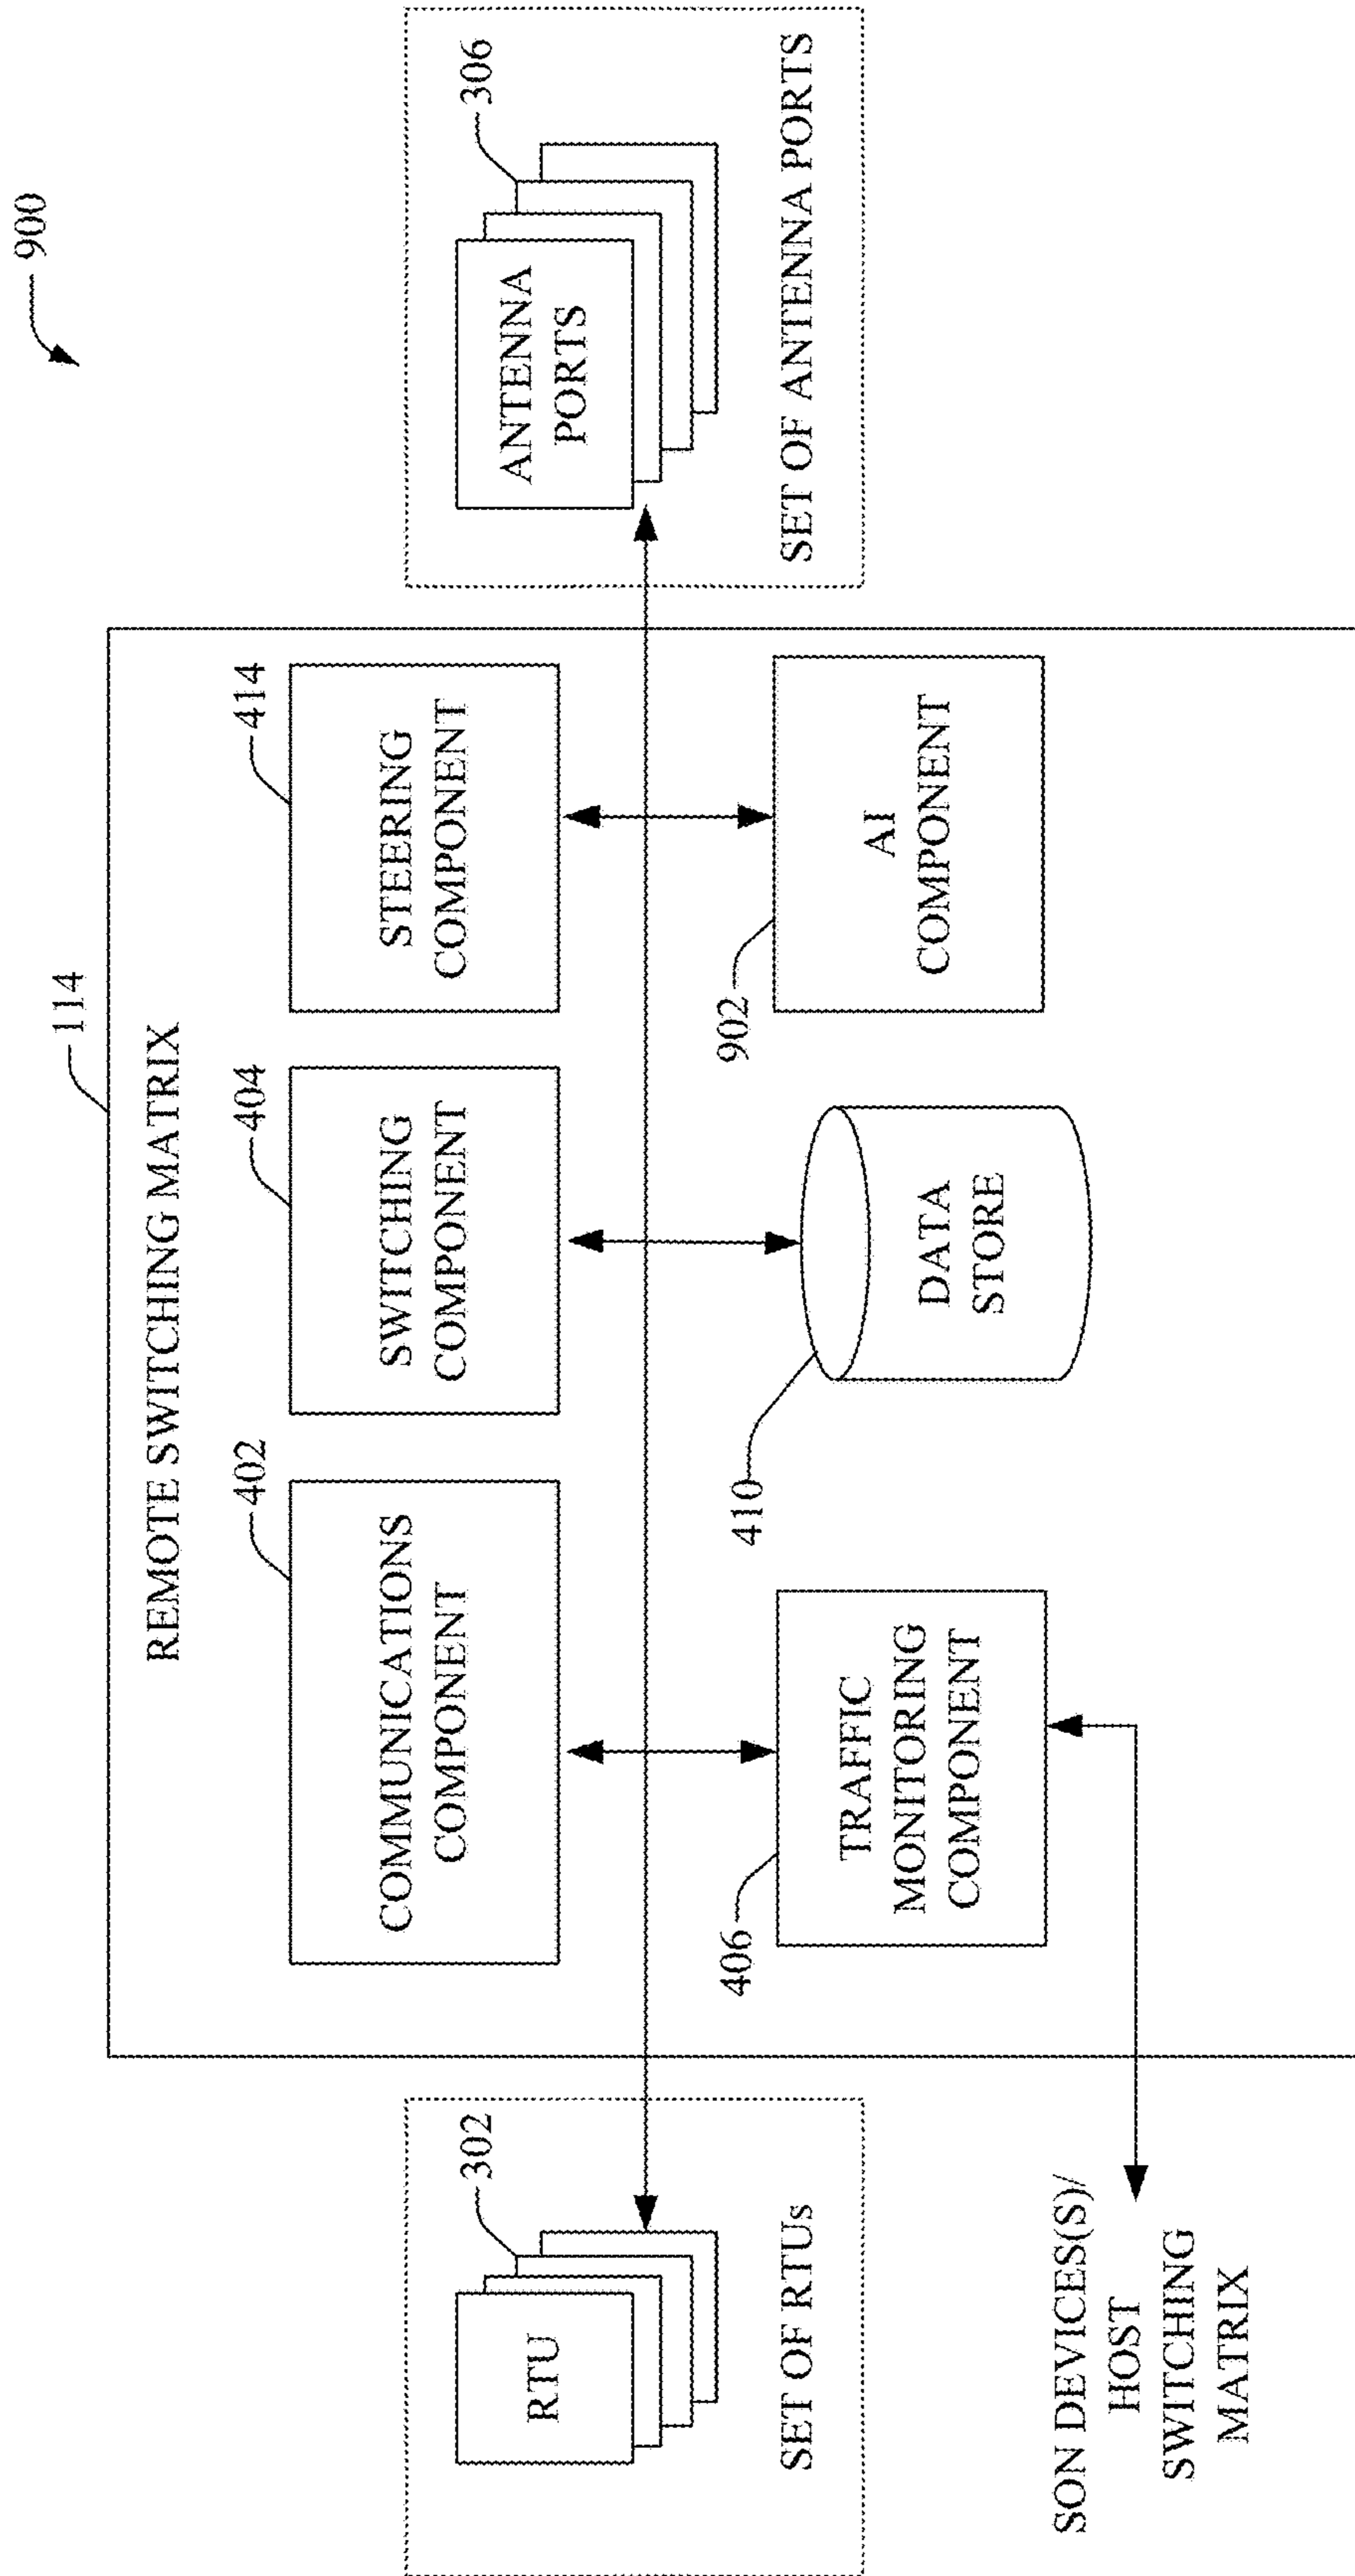 900
114
REMOTE SWITCHING MATRIX
302
RTU
SET OF RTUs
402
COMMUNICATIONS
COMPONENT
404
SWITCHING
COMPONENT
414
STEERING
COMPONENT
306
ANTENNA
PORTS
SET OF ANTENNA PORTS
406
TRAFFIC
MONITORING
COMPONENT
410
DATA
STORE
902
AI
COMPONENT
SON DEVICES(S)/
HOST
SWITCHING
MATRIX